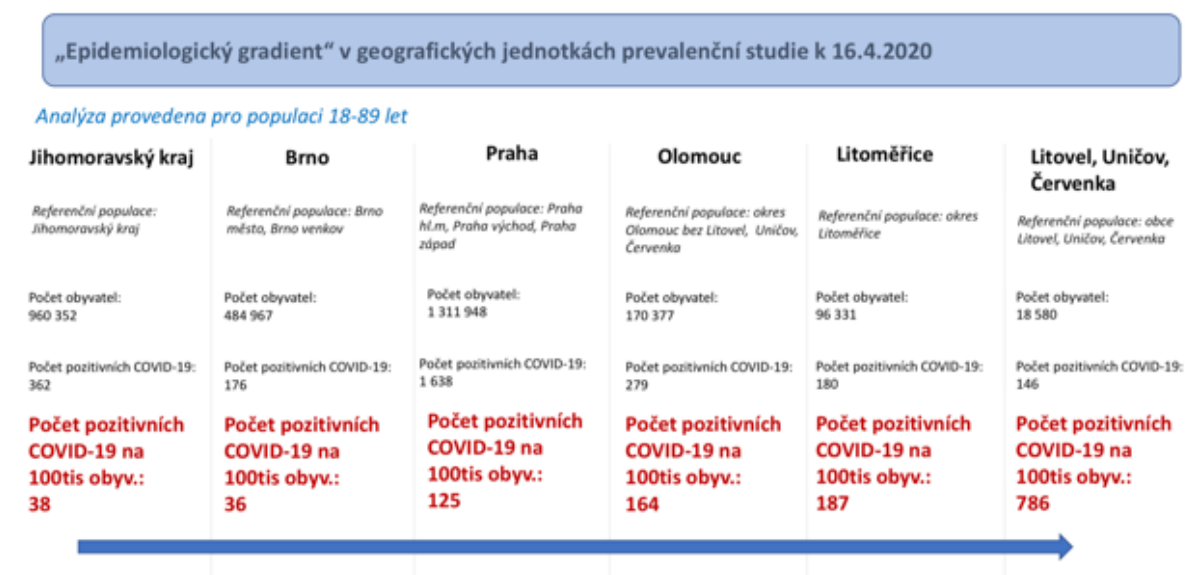 „Epidemiologický gradient“ v geografických jednotkách prevalenční studie k 16.4.2020
Analýza provedena pro populaci 18-89 let
Jihomoravský kraj
Referenční populace:
Jihomoravský kraj
Počet obyvatel:
960 352
Počet pozitivních COVID-19:
362
Počet pozitivních
COVID-19 na
100tis obyv.:
38
Brno
Referenční populace: Brno
město, Brno venkov
Počet obyvatel:
484 967
Počet pozitivních COVID-19:
176
Počet pozitivních
COVID-19 na
100tis obyv.:
36
Praha
Referenční populace: Praha
hl.m, Praha východ, Praha
západ
Počet obyvatel:
1 311 948
Počet pozitivních COVID-19:
1 638
Počet pozitivních
COVID-19 na
100tis obyv.:
125
Olomouc
Referenční populace: okres
Olomouc bez Litovel, Uničov,
Červenka
Počet obyvatel:
170 377
Počet pozitivních COVID-19:
279
Počet pozitivních
COVID-19 na
100tis obyv.:
164
Litoměřice
Referenční populace: okres
Litoměřice
Počet obyvatel:
96 331
Počet pozitivních COVID-19:
180
Počet pozitivních
COVID-19 na
100tis obyv.:
187
Litovel, Uničov,
Červenka
Referenční populace: obce
Litovel, Uničov, Červenka
Počet obyvatel:
18 580
Počet pozitivních COVID-19:
146
Počet pozitivních
COVID-19 na
100tis obyv.:
786